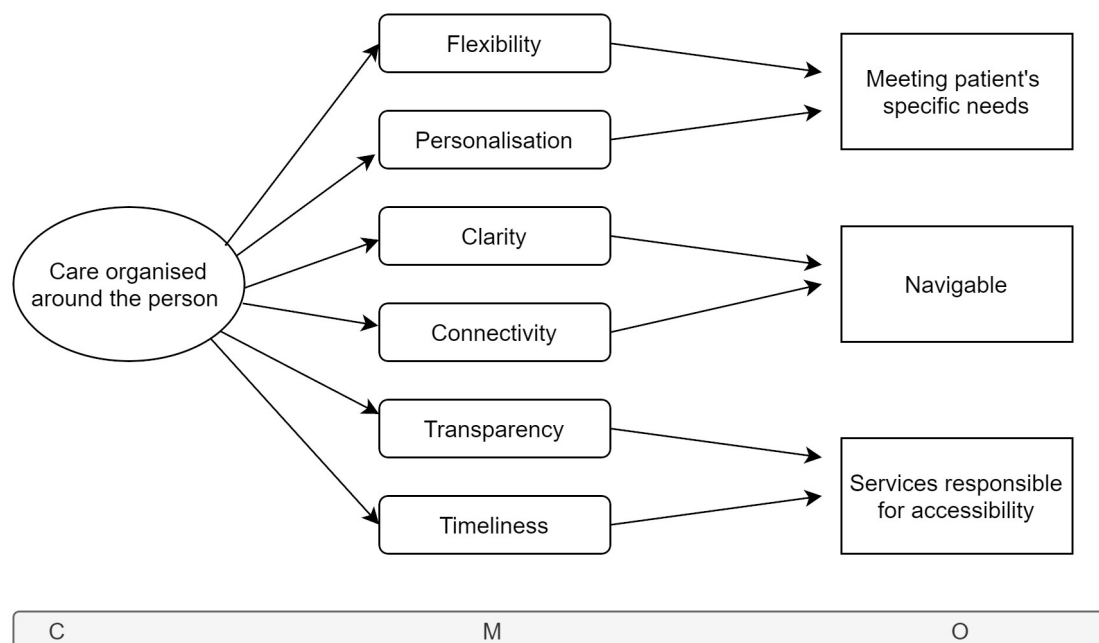 Flexibility
Personalisation
Clarity
Connectivity
Transparency
Timeliness
Care organised
around the person
Meeting patient's
specific needs
Navigable
Services responsible
for accessibility
C
M
O